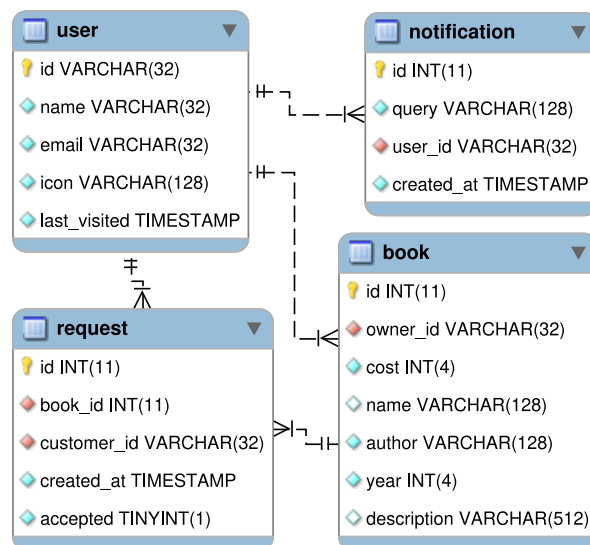 user
id VARCHAR(32)
name VARCHAR(32)
email VARCHAR(32)
icon VARCHAR(128)
last_visited TIMESTAMP
notification
id INT(11)
query VARCHAR(128)
user_id VARCHAR(32)
created_at TIMESTAMP
request
id INT(11)
book_id INT(11)
customer_id VARCHAR(32)
created_at TIMESTAMP
accepted TINYINT(1)
book
id INT(11)
owner_id VARCHAR(32)
cost INT(4)
name VARCHAR(128)
author VARCHAR(128)
year INT(4)
description VARCHAR(512)